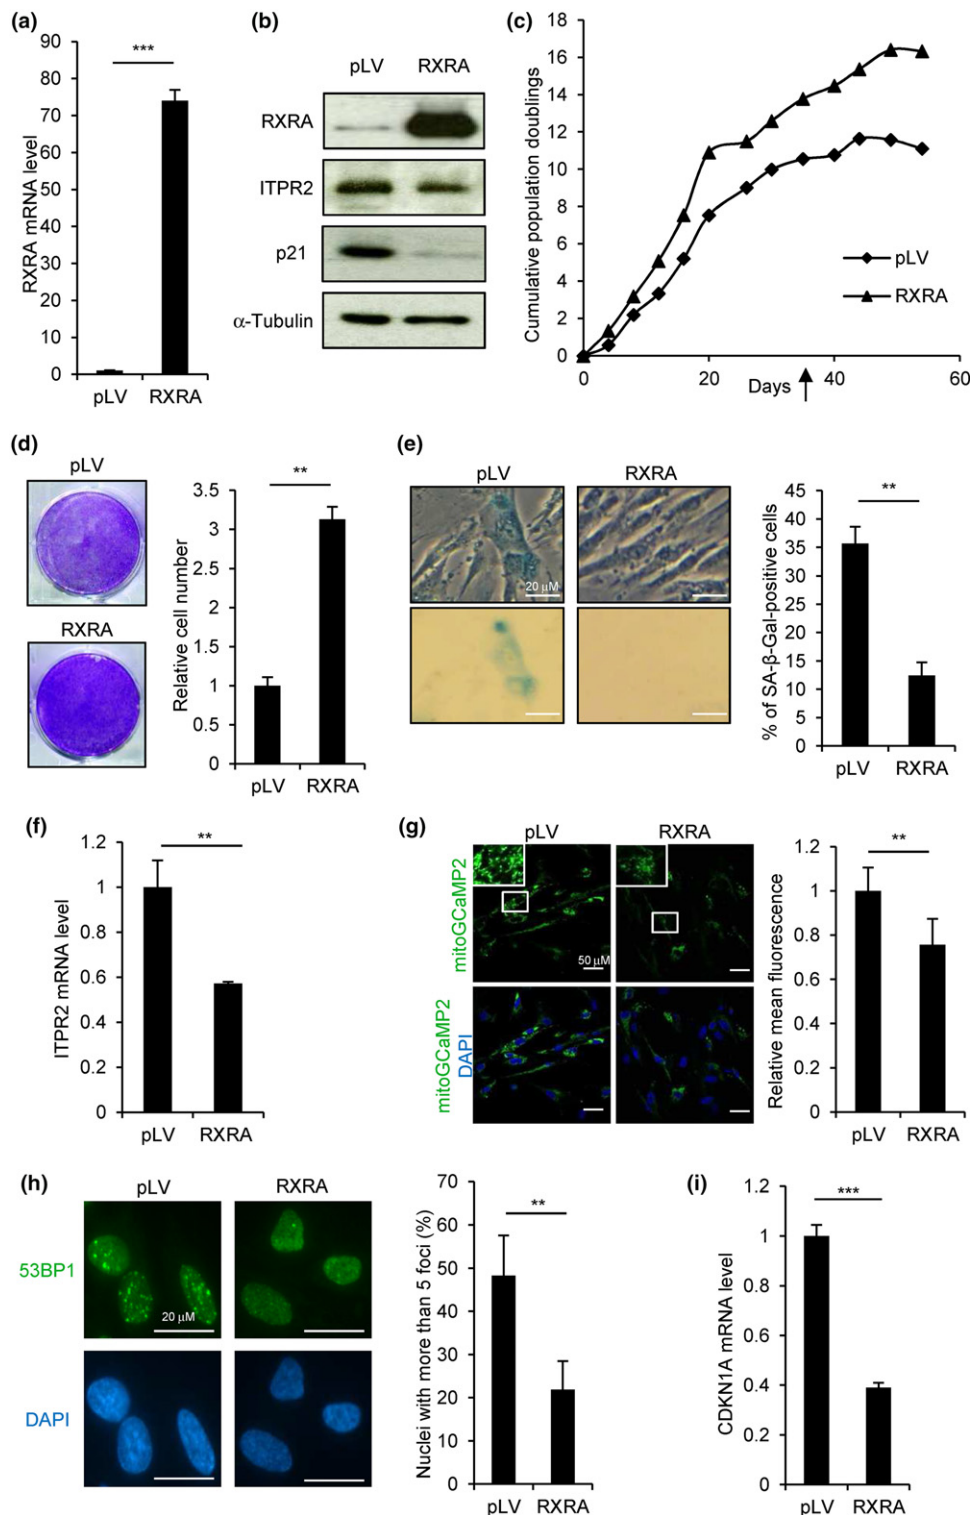 (a)
RXRA mRNA level
90
80
70
60
50
40
30
20
10
0
***
pLV RXRA
(b)
pLV RXRA
RXRA
ITPR2
p21
α-Tubulin
(c)
Cumulative population doublings
18
16
14
12
10
8
6
4
2
0
pLV
RXRA
0 20 40 60
Days
(d)
pLV
RXRA
Relative cell number
3.5
3
2.5
2
1.5
1
0.5
0
**
pLV RXRA
(e)
pLV RXRA
20 μM
% of SA-β-Gal-positive cells
45
40
35
30
25
20
15
10
5
0
**
pLV RXRA
(f)
ITPR2 mRNA level
1.2
1
0.8
0.6
0.4
0.2
0
**
pLV RXRA
(g)
pLV RXRA
mitoGCaMP2
50 μM
mitoGCaMP2
DAPI
Relative mean fluorescence
1.2
1
0.8
0.6
0.4
0.2
0
**
pLV RXRA
(h)
pLV RXRA
53BP1
20 μM
DAPI
Nuclei with more than 5 foci (%)
70
60
50
40
30
20
10
0
**
pLV RXRA
(i)
CDKN1A mRNA level
1.2
1
0.8
0.6
0.4
0.2
0
***
pLV RXRA